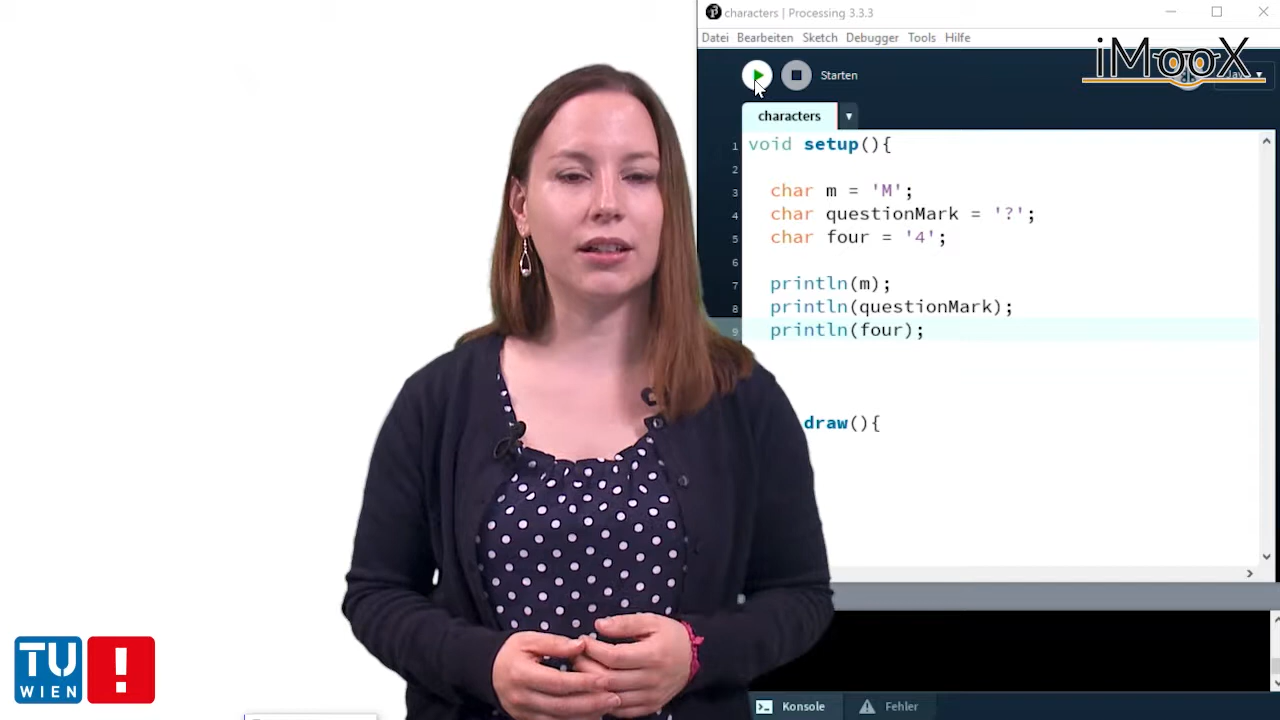 characters | Processing 3.3.3
Datei Bearbeiten Sketch Debugger Tools Hilfe
iMooX
Starten
characters
1 void setup(){
2
3 char m = 'M';
4 char questionMark = '?';
5 char four = '4';
6
7 println(m);
8 println(questionMark);
9 println(four);
draw(){
TU
WIEN
!
Konsole Fehler